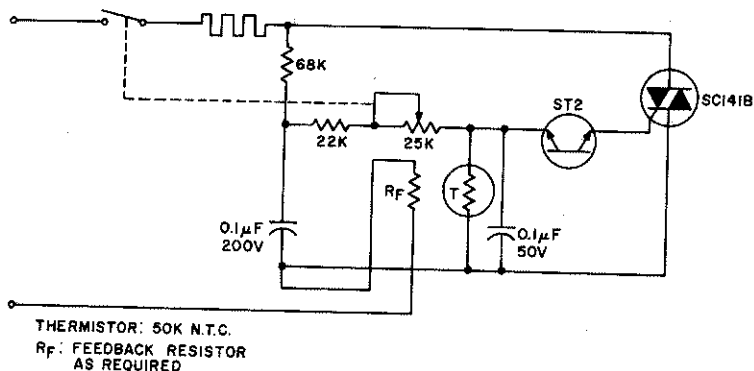 68K
ST2
SC141B
22K
25K
RF
T
0.1μF
200V
0.1μF
50V
THERMISTOR: 50K N.T.C.
RF: FEEDBACK RESISTOR
AS REQUIRED